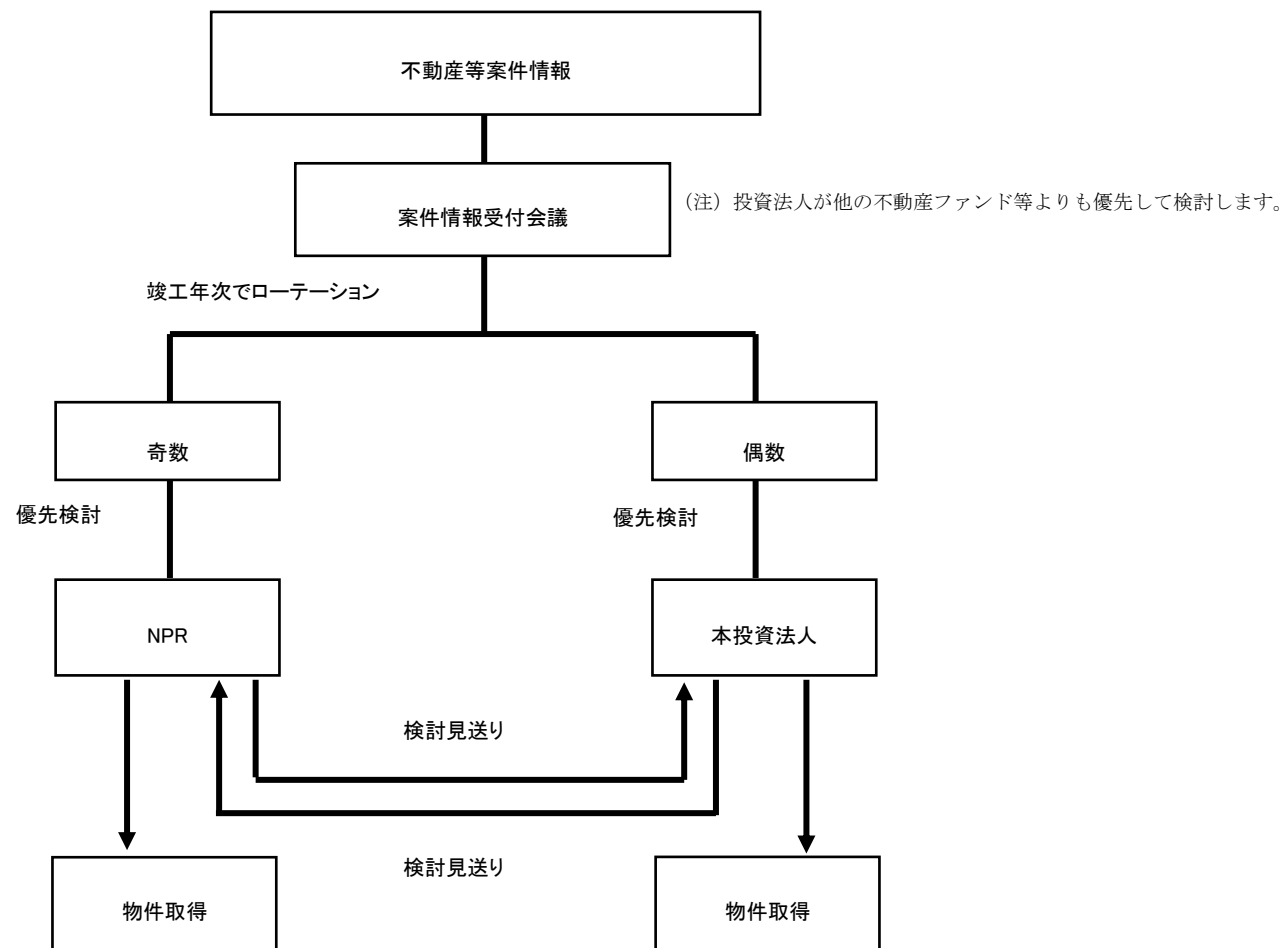 不動産等案件情報
案件情報受付会議
（注）投資法人が他の不動産ファンド等よりも優先して検討します。
竣工年次でローテーション
奇数
偶数
優先検討
優先検討
NPR
本投資法人
検討見送り
検討見送り
物件取得
物件取得